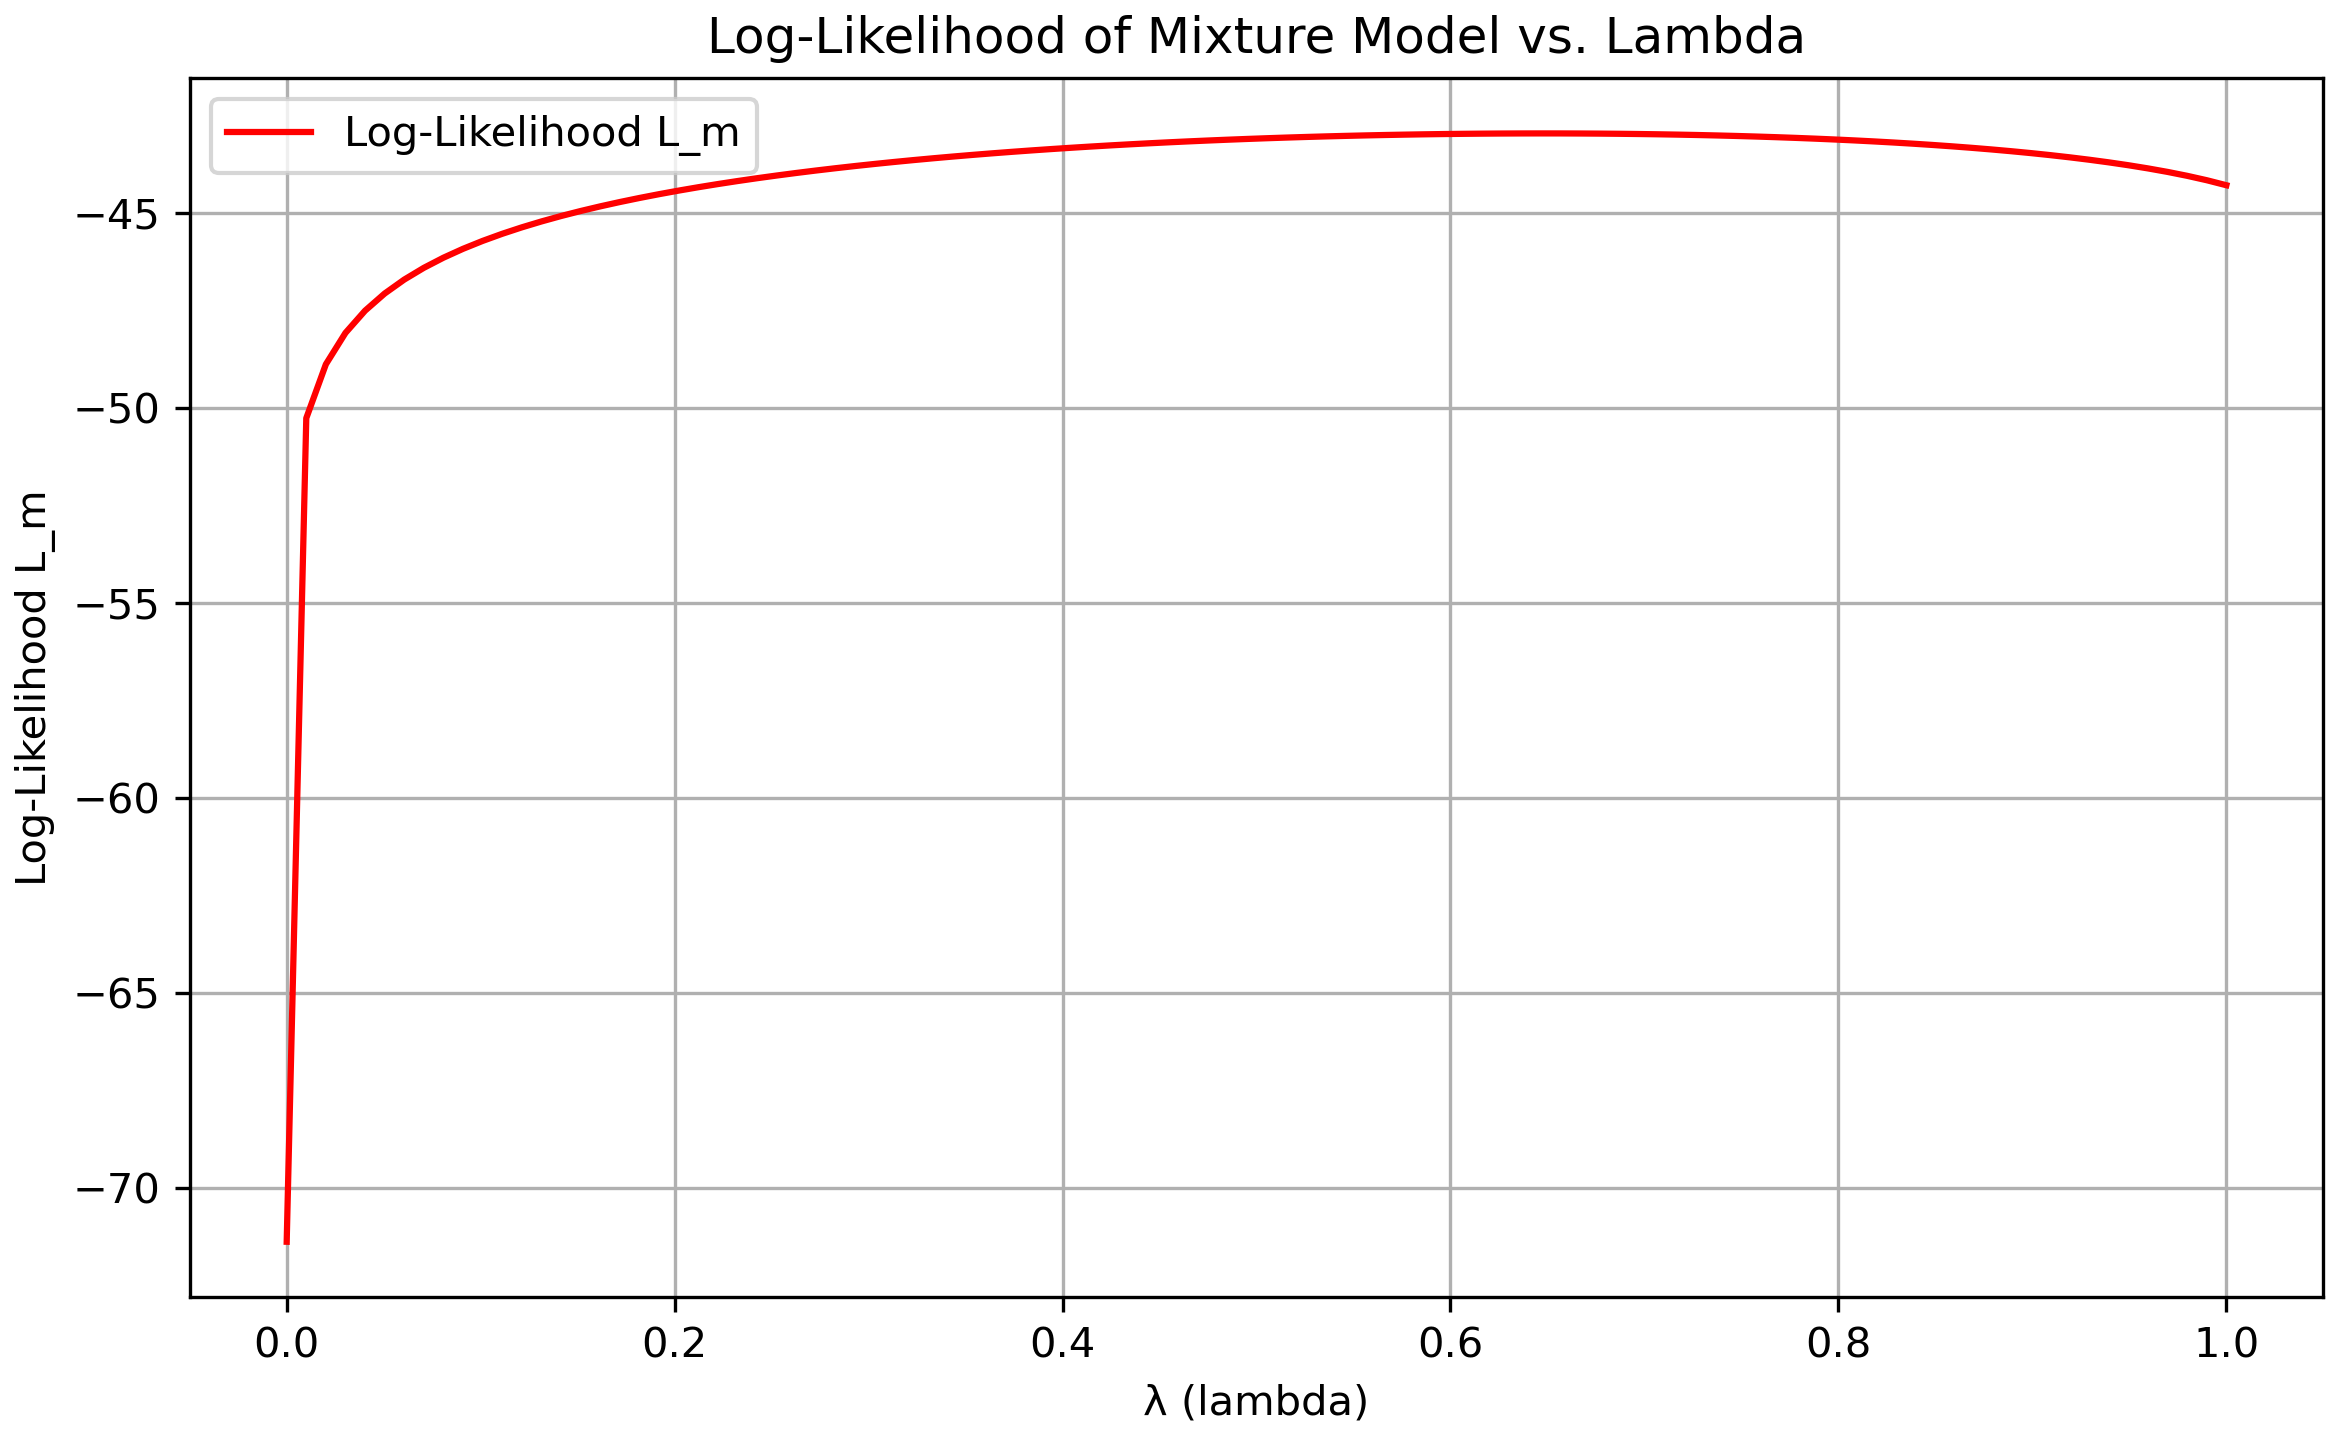 Log-Likelihood of Mixture Model vs. Lambda
Log-Likelihood L_m
Log-Likelihood L_m
−45
−50
−55
−60
−65
−70
0.0 0.2 0.4 0.6 0.8 1.0
λ (lambda)